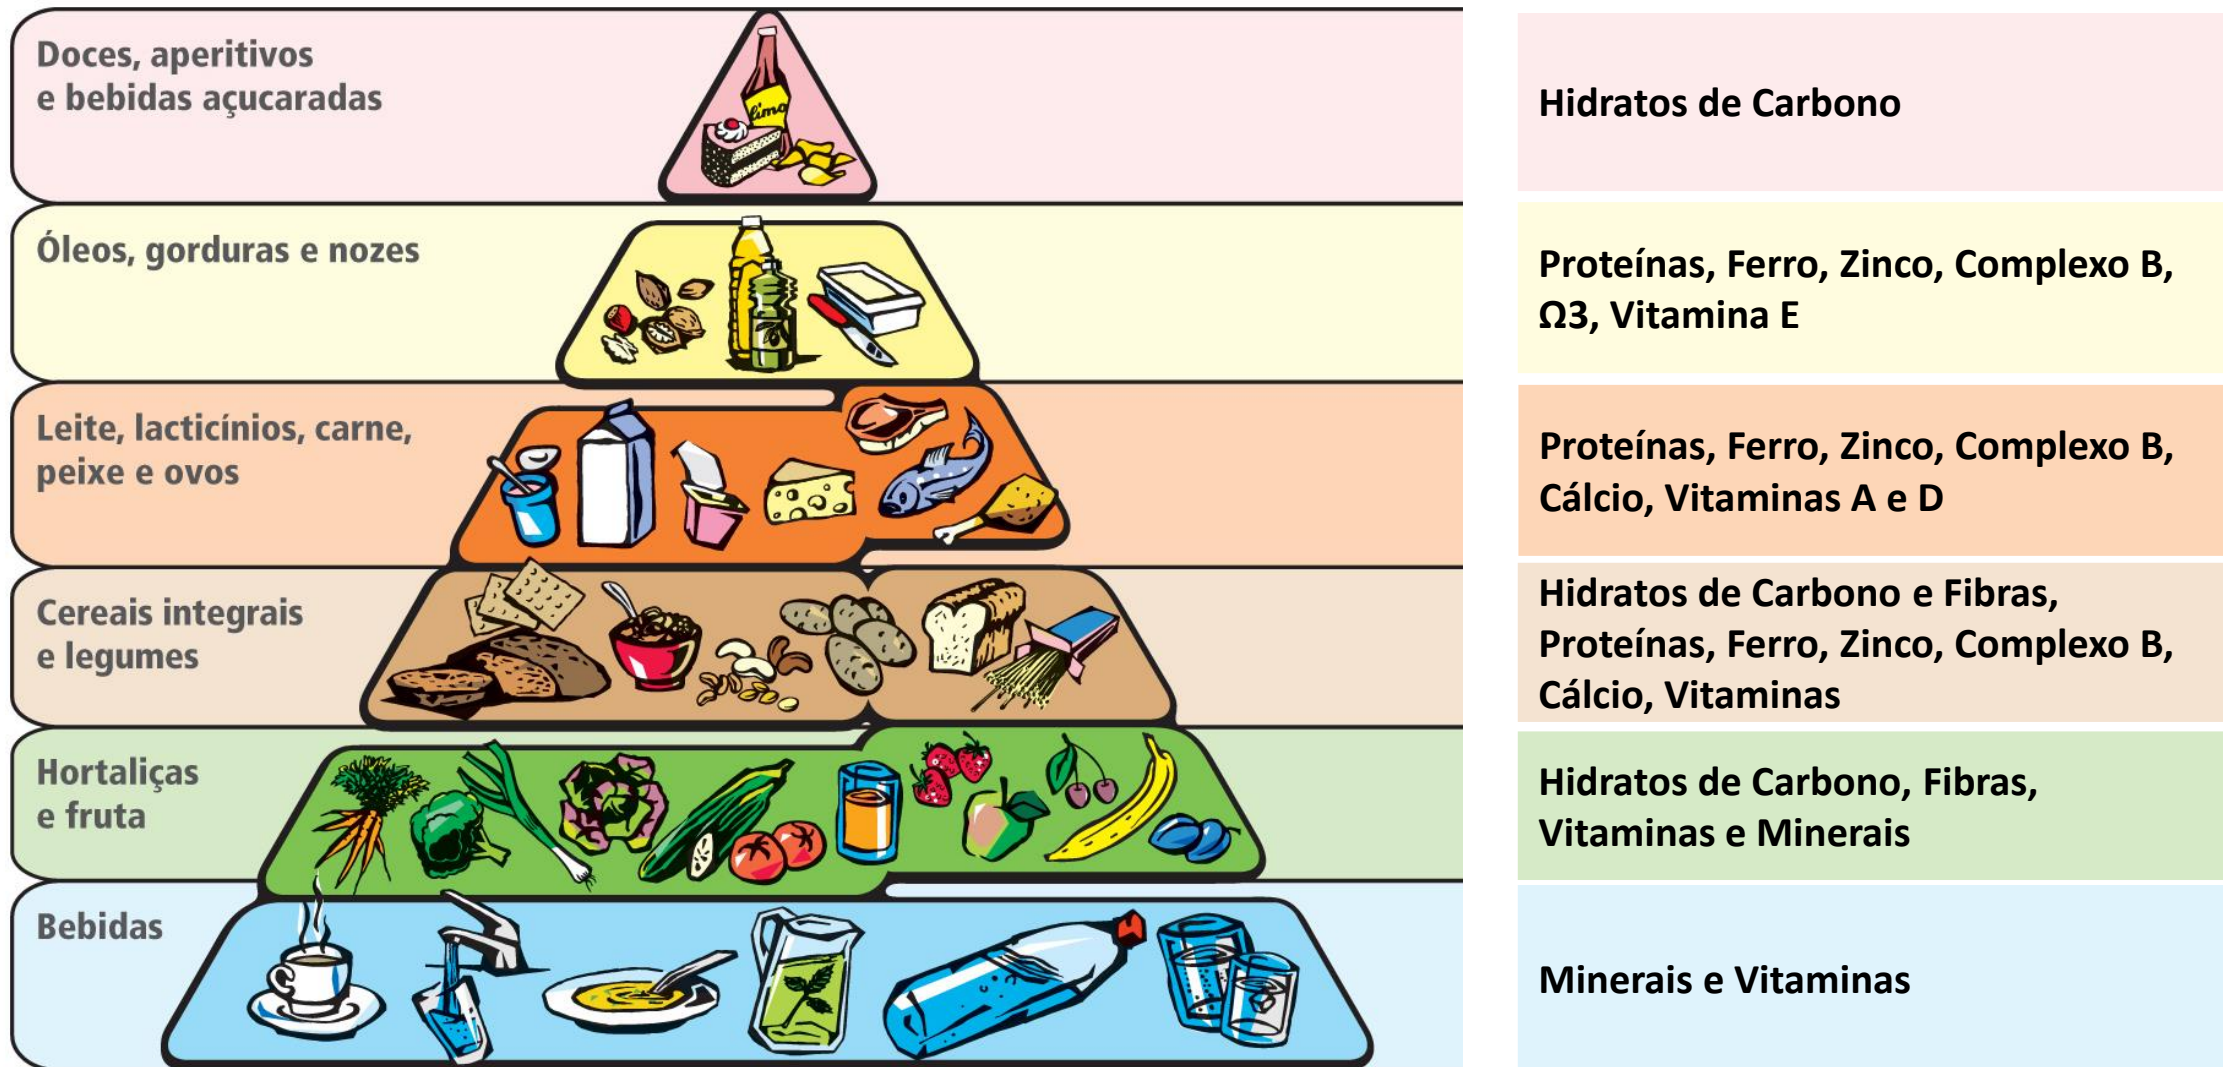 Doces, aperitivos
e bebidas açucaradas
limo
Hidratos de Carbono
Óleos, gorduras e nozes
Proteínas, Ferro, Zinco, Complexo B,
Ω3, Vitamina E
Leite, lacticínios, carne,
peixe e ovos
Proteínas, Ferro, Zinco, Complexo B,
Cálcio, Vitaminas A e D
Cereais integrais
e legumes
Hidratos de Carbono e Fibras,
Proteínas, Ferro, Zinco, Complexo B,
Cálcio, Vitaminas
Hortaliças
e fruta
Hidratos de Carbono, Fibras,
Vitaminas e Minerais
Bebidas
Minerais e Vitaminas